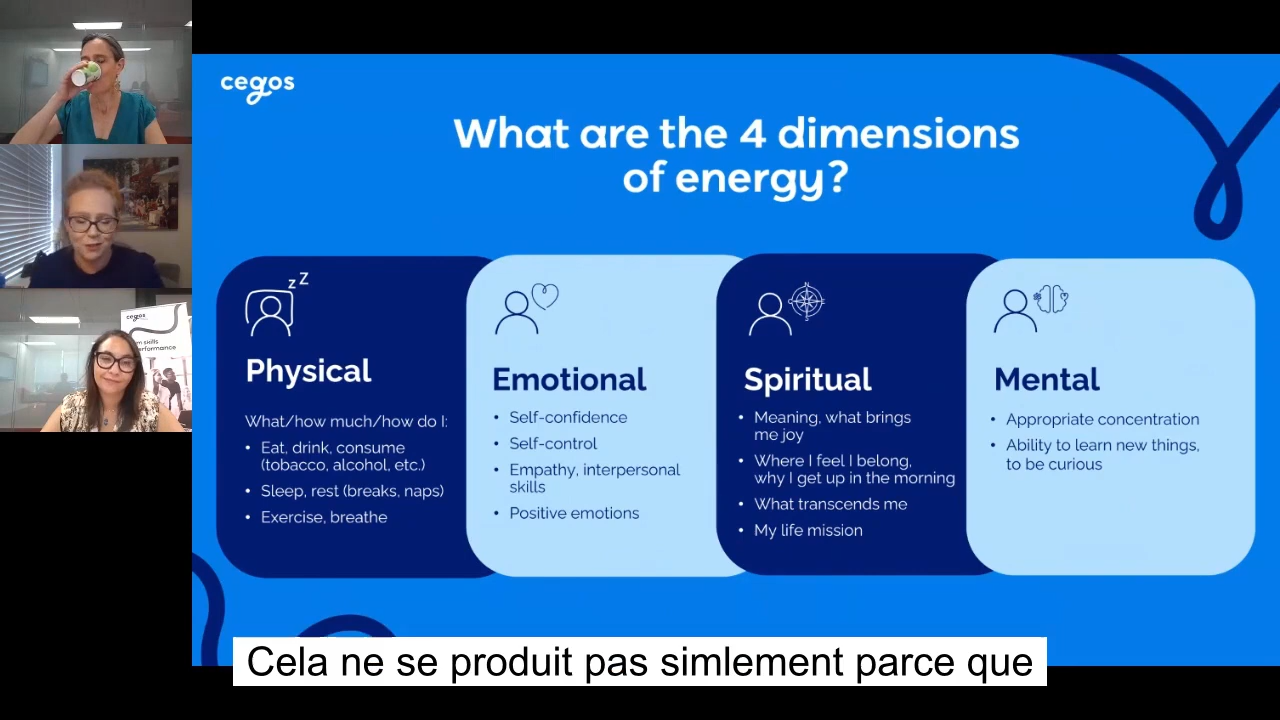 cegos
What are the 4 dimensions
of energy?
z Z
Physical
What/how much/how do I:
• Eat, drink, consume
(tobacco, alcohol, etc.)
• Sleep, rest (breaks, naps)
• Exercise, breathe
Emotional
• Self-confidence
• Self-control
• Empathy, interpersonal
skills
• Positive emotions
Spiritual
• Meaning, what brings
me joy
• Where I feel I belong,
why I get up in the morning
• What transcends me
• My life mission
Mental
• Appropriate concentration
• Ability to learn new things,
to be curious
cegos
skills
Cela ne se produit pas simlement parce que